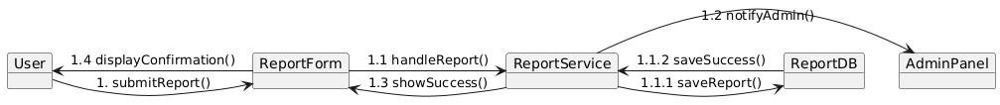 1.2 notifyAdmin()
User
1.4 displayConfirmation()
1. submitReport()
ReportForm
1.1 handleReport()
1.3 showSuccess()
ReportService
1.1.2 saveSuccess()
1.1.1 saveReport()
ReportDB
AdminPanel